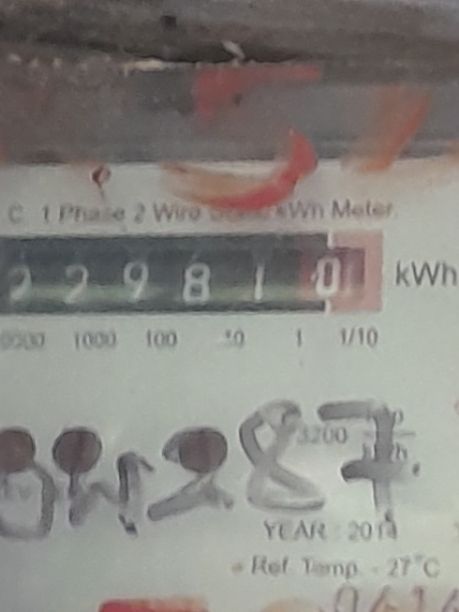 C. 1 Phase 2 Wire kWh Meter
2 2 9 8 1 0 kWh
1000 100 10 1 1/10
3200
287
YEAR : 2014
Ref. Temp. - 27°C